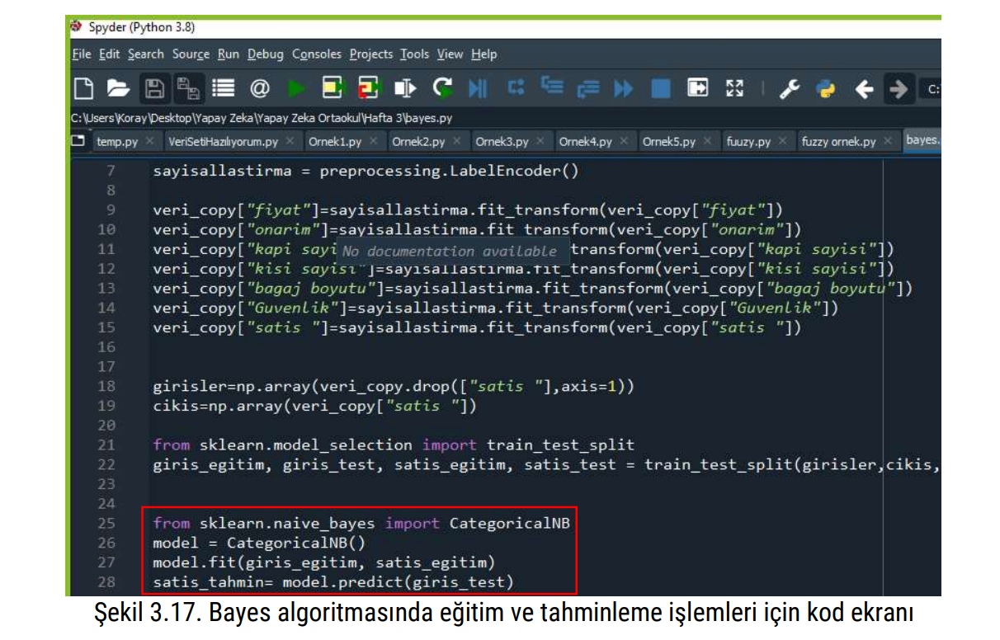 Spyder (Python 3.8)
File Edit Search Source Run Debug Consoles Projects Tools View Help
C:\
C:\Users\Koray\Desktop\Yapay Zeka\Yapay Zeka Ortaokul\Hafta 3\bayes.py
temp.py × VeriSetiHazılıyorum.py × Ornek1.py × Ornek2.py × Ornek3.py × Ornek4.py × Ornek5.py × fuuzy.py × fuzzy ornek.py × bayes.
7 sayisallastirma = preprocessing.LabelEncoder()
8
9 veri_copy["fiyat"]=sayisallastirma.fit_transform(veri_copy["fiyat"])
10 veri_copy["onarim"]=sayisallastirma.fit_transform(veri_copy["onarim"])
11 veri_copy["kapi sayi No documentation available transform(veri_copy["kapi sayisi"])
12 veri_copy["kisi sayisi"]=sayisallastirma.fit_transform(veri_copy["kisi sayisi"])
13 veri_copy["bagaj boyutu"]=sayisallastirma.fit_transform(veri_copy["bagaj boyutu"])
14 veri_copy["Guvenlik"]=sayisallastirma.fit_transform(veri_copy["Guvenlik"])
15 veri_copy["satis "]=sayisallastirma.fit_transform(veri_copy["satis "])
16
17
18 girisler=np.array(veri_copy.drop(["satis "],axis=1))
19 cikis=np.array(veri_copy["satis "])
20
21 from sklearn.model_selection import train_test_split
22 giris_egitim, giris_test, satis_egitim, satis_test = train_test_split(girisler,cikis,
23
24
25 from sklearn.naive_bayes import CategoricalNB
26 model = CategoricalNB()
27 model.fit(giris_egitim, satis_egitim)
28 satis_tahmin= model.predict(giris_test)
Şekil 3.17. Bayes algoritmasında eğitim ve tahminleme işlemleri için kod ekranı